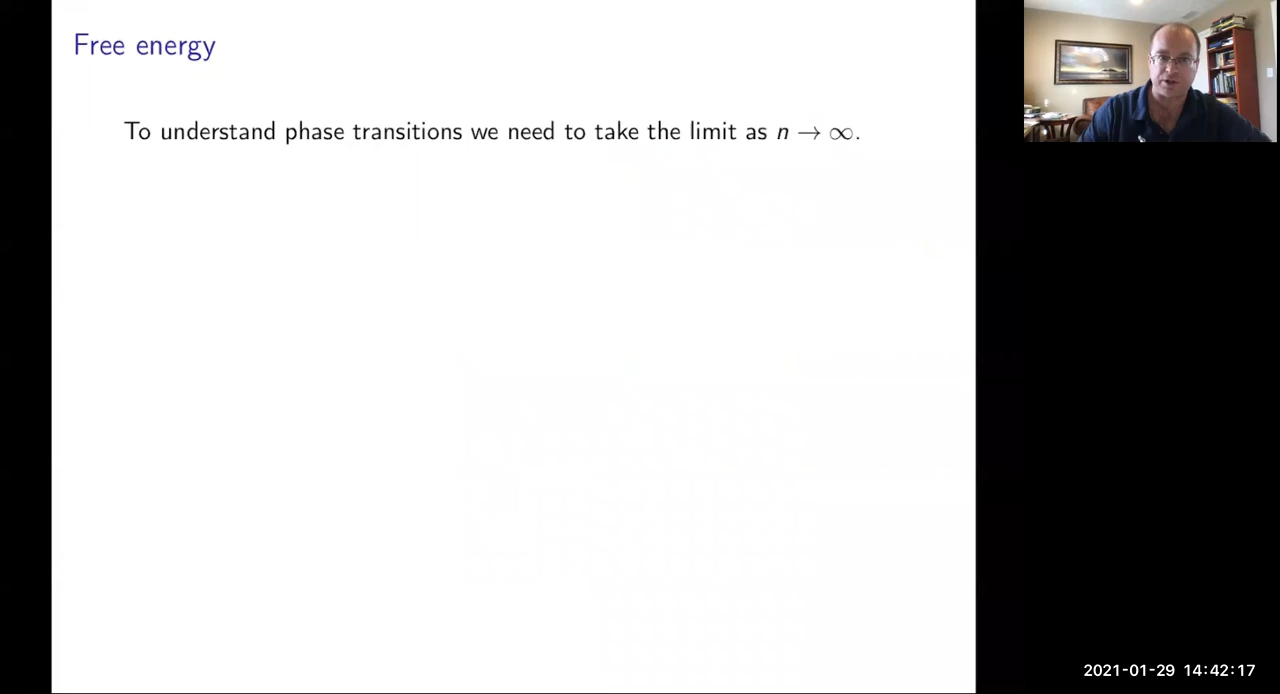 Free energy
To understand phase transitions we need to take the limit as n → ∞.
2021-01-29 14:42:17